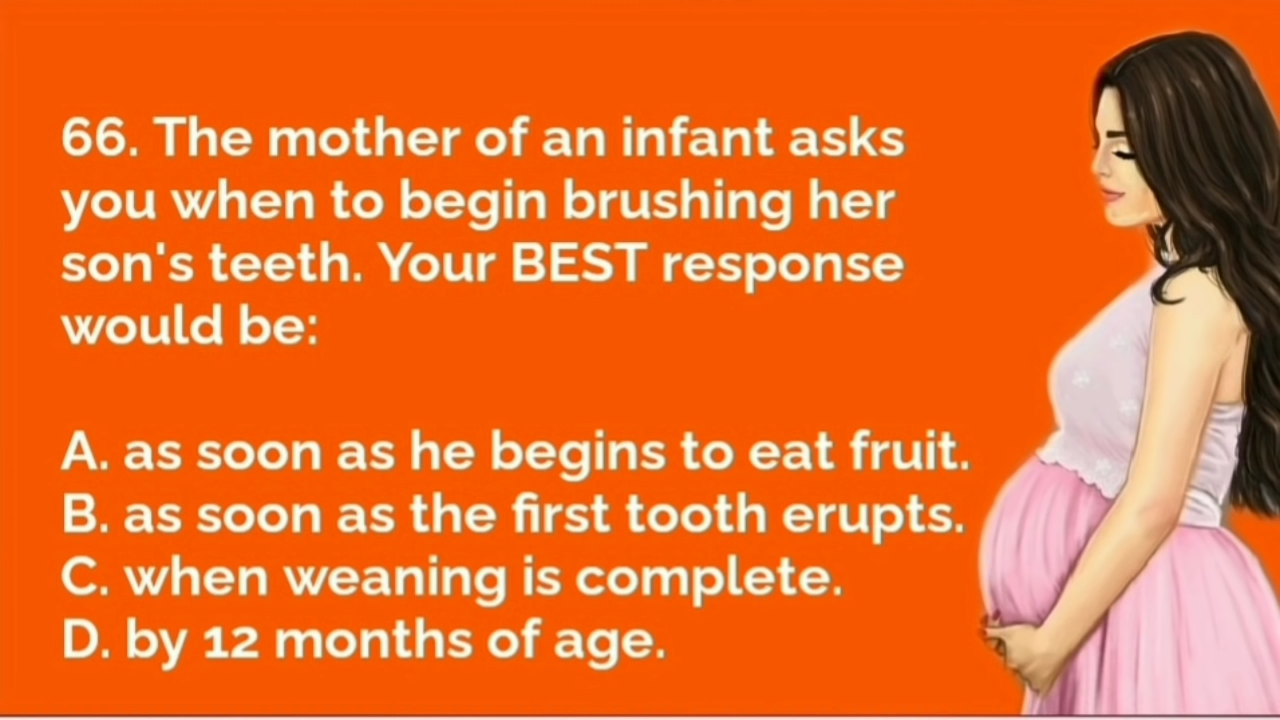 66. The mother of an infant asks
you when to begin brushing her
son's teeth. Your BEST response
would be:
A. as soon as he begins to eat fruit.
B. as soon as the first tooth erupts.
C. when weaning is complete.
D. by 12 months of age.